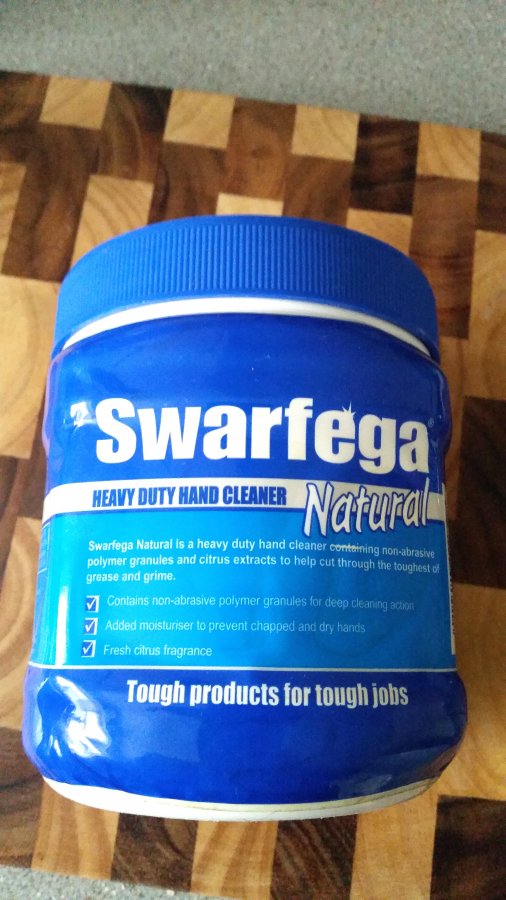 Swarfega®
HEAVY DUTY HAND CLEANER
Natural
Swarfega Natural is a heavy duty hand cleaner containing non-abrasive
polymer granules and citrus extracts to help cut through the toughest of
grease and grime.
Contains non-abrasive polymer granules for deep cleaning action
Added moisturiser to prevent chapped and dry hands
Fresh citrus fragrance
Tough products for tough jobs